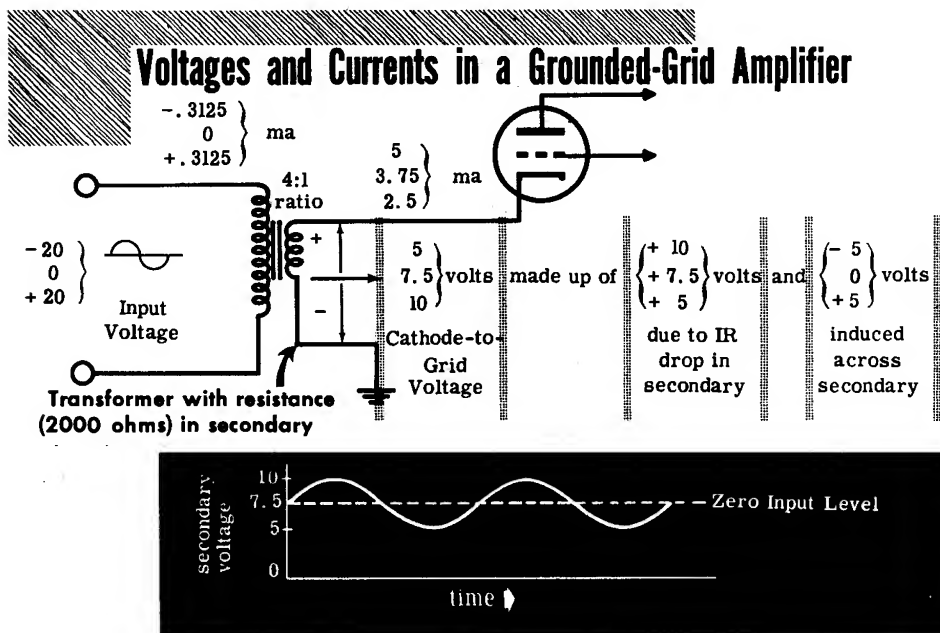 Voltages and Currents in a Grounded-Grid Amplifier
-.3125
0
+.3125
ma
4:1
ratio
5
3.75
2.5
ma
-20
0
+20
Input
Voltage
+
-
5
7.5
10
volts
Cathode-to-
Grid
Voltage
made up of
+ 10
+ 7.5
+ 5
volts
due to IR
drop in
secondary
and
- 5
0
+5
volts
induced
across
secondary
Transformer with resistance
(2000 ohms) in secondary
secondary
voltage
10
7.5
5
0
Zero Input Level
time